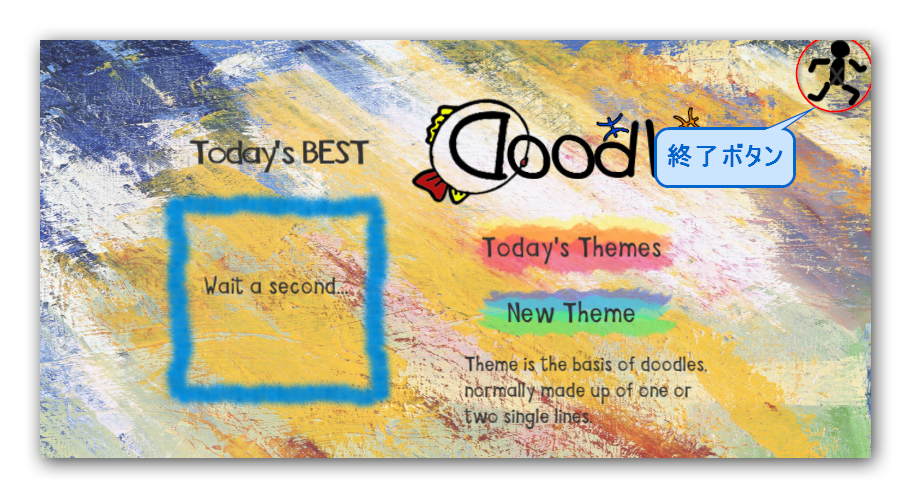 Today's BEST
Wait a second....
Doodl
終了ボタン
Today's Themes
New Theme
Theme is the basis of doodles,
normally made up of one or
two single lines.